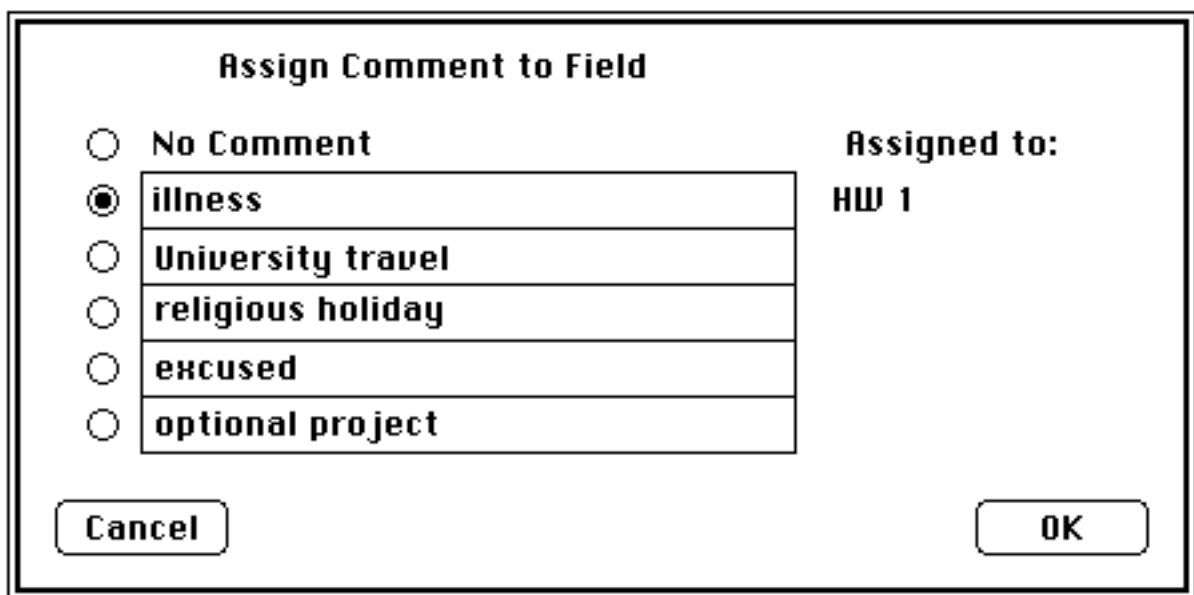 Assign Comment to Field
No Comment Assigned to:
illness HW 1
University travel
religious holiday
excused
optional project
Cancel OK